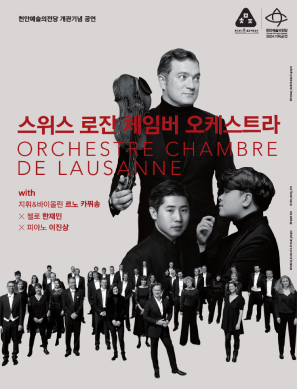 천안예술의전당 개관기념 공연
스위스 로잔 체임버 오케스트라
ORCHESTRE CHAMBRE
DE LAUSANNE
with
지휘&바이올린 르노 카퓌송
× 첼로 한재민
× 피아노 이진상